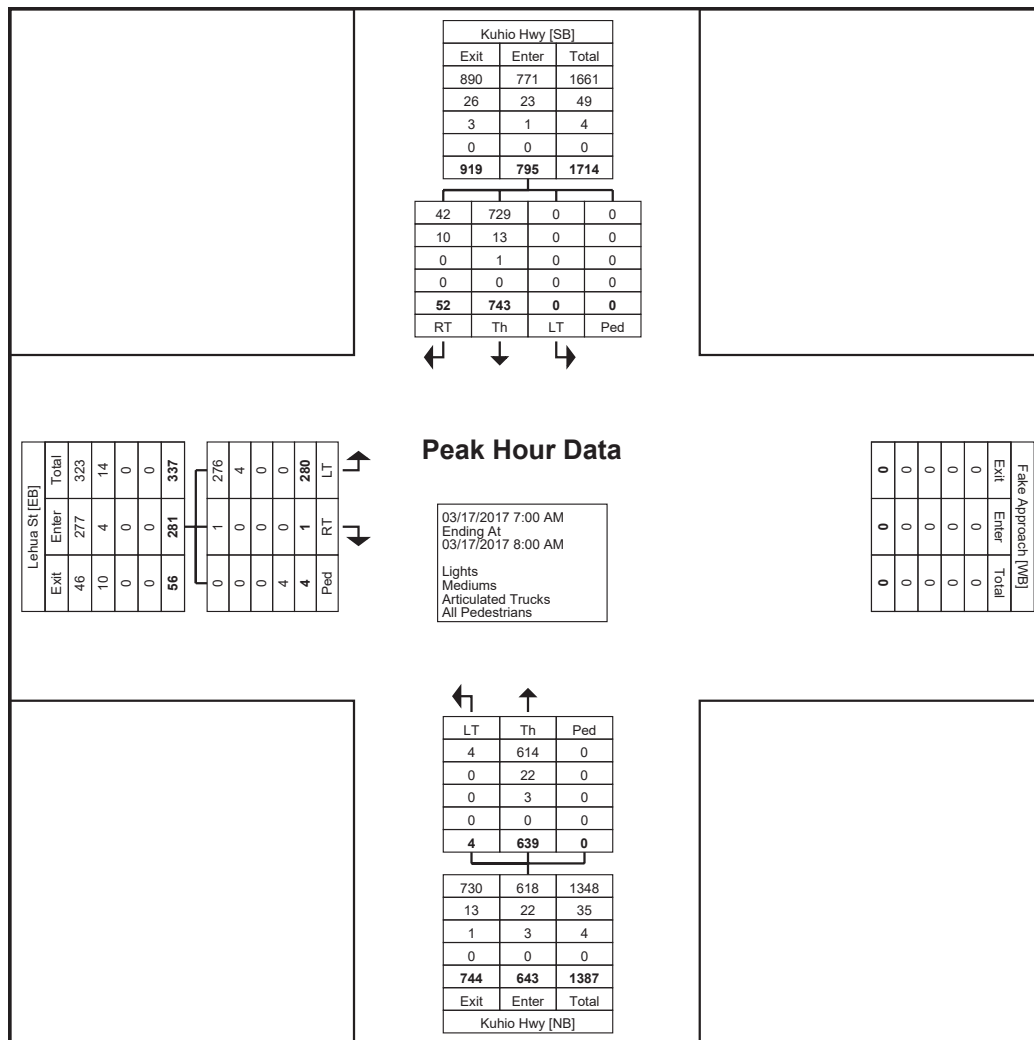 Kuhio Hwy [SB]
Exit Enter Total
890 771 1661
26 23 49
3 1 4
0 0 0
919 795 1714
42 729 0 0
10 13 0 0
0 1 0 0
0 0 0 0
52 743 0 0
RT Th LT Ped
Peak Hour Data
Lehua St [EB]
Exit Enter Total
46 277 323
10 4 14
0 0 0
0 0 0
56 281 337
0 1 276
0 0 4
0 0 0
4 0 0
4 1 280
Ped RT LT
03/17/2017 7:00 AM
Ending At
03/17/2017 8:00 AM
Lights
Mediums
Articulated Trucks
All Pedestrians
Fake Approach [WB]
Exit Enter Total
0 0 0
0 0 0
0 0 0
0 0 0
0 0 0
LT Th Ped
4 614 0
0 22 0
0 3 0
0 0 0
4 639 0
730 618 1348
13 22 35
1 3 4
0 0 0
744 643 1387
Exit Enter Total
Kuhio Hwy [NB]